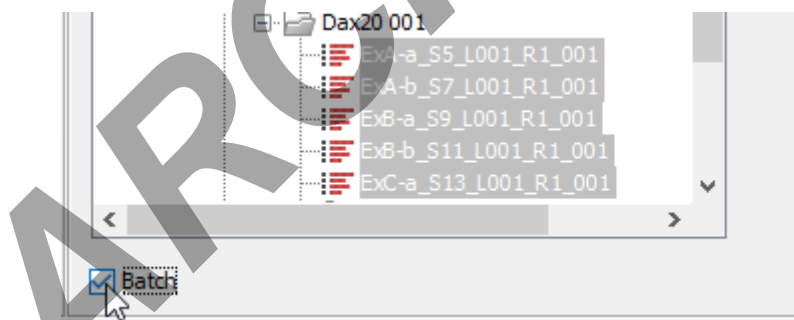 Dax20 001
ExA-a_S5_L001_R1_001
ExA-b_S7_L001_R1_001
ExB-a_S9_L001_R1_001
ExB-b_S11_L001_R1_001
ExC-a_S13_L001_R1_001
Batch